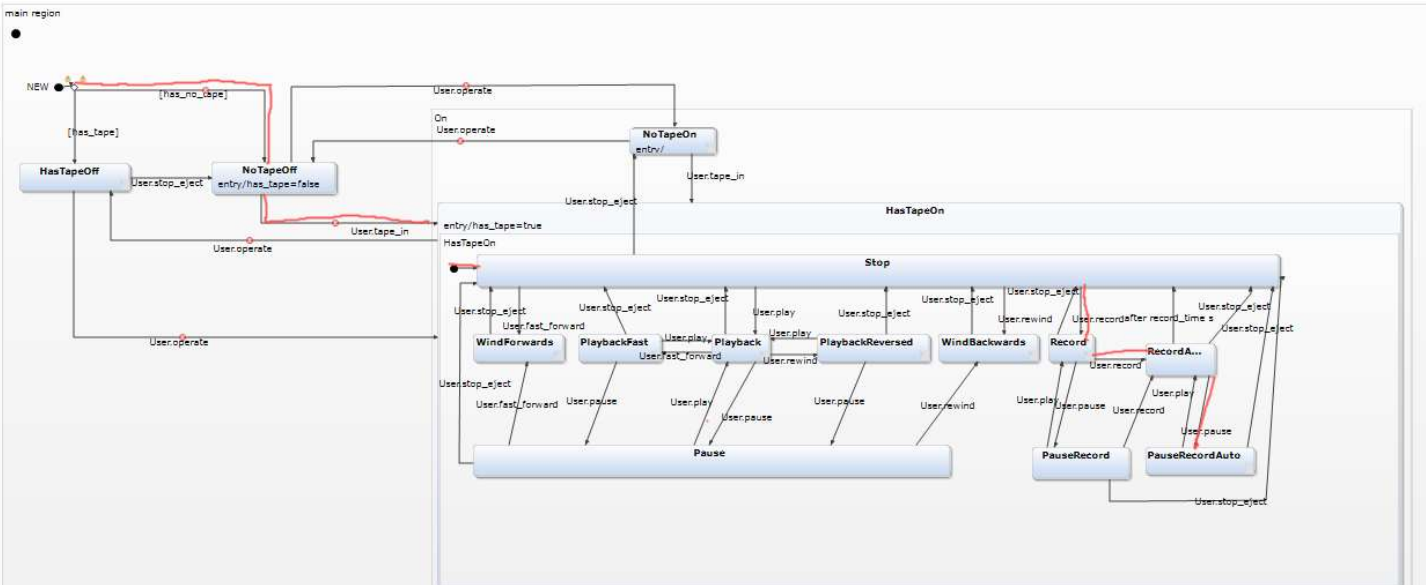 main region
NEW
[has_no_tape]
User.operate
On
User.operate
NoTapeOn
entry/
[has_tape]
HasTapeOff
User.stop_eject
NoTapeOff
entry/has_tape=false
User.tape_in
User.stop_eject
HasTapeOn
entry/has_tape=true
User.tape_in
User.operate
HasTapeOn
Stop
User.stop_eject
User.fast_forward
User.stop_eject
User.stop_eject
User.play
User.stop_eject
User.stop_eject
User.rewind
User.stop_eject
User.record
after record_time s
User.stop_eject
User.stop_eject
User.operate
WindForwards
PlaybackFast
User.play
User.fast_forward
Playback
User.play
User.rewind
PlaybackReversed
WindBackwards
Record
User.record
RecordA...
User.stop_eject
User.fast_forward
User.pause
User.play
User.pause
User.pause
User.rewind
User.play
User.pause
User.record
User.play
User.pause
Pause
PauseRecord
PauseRecordAuto
User.stop_eject